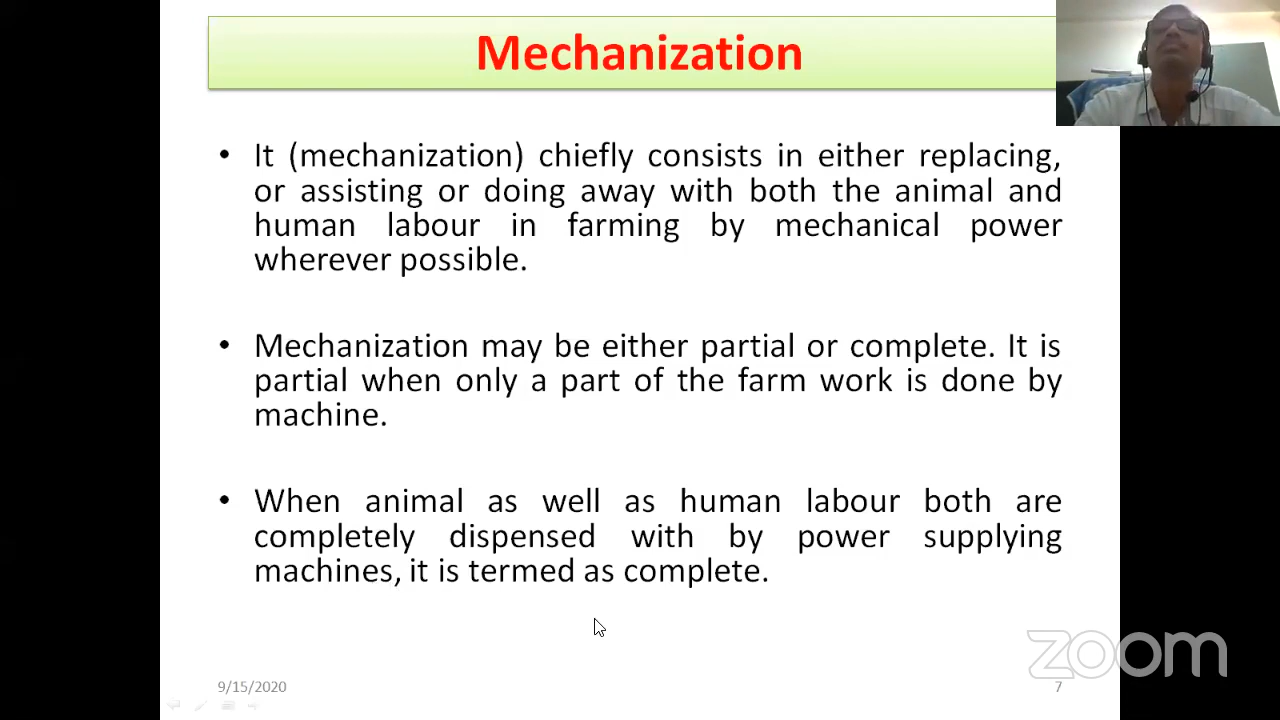 Mechanization
• It (mechanization) chiefly consists in either replacing,
or assisting or doing away with both the animal and
human labour in farming by mechanical power
wherever possible.
• Mechanization may be either partial or complete. It is
partial when only a part of the farm work is done by
machine.
• When animal as well as human labour both are
completely dispensed with by power supplying
machines, it is termed as complete.
zoom
9/15/2020
7